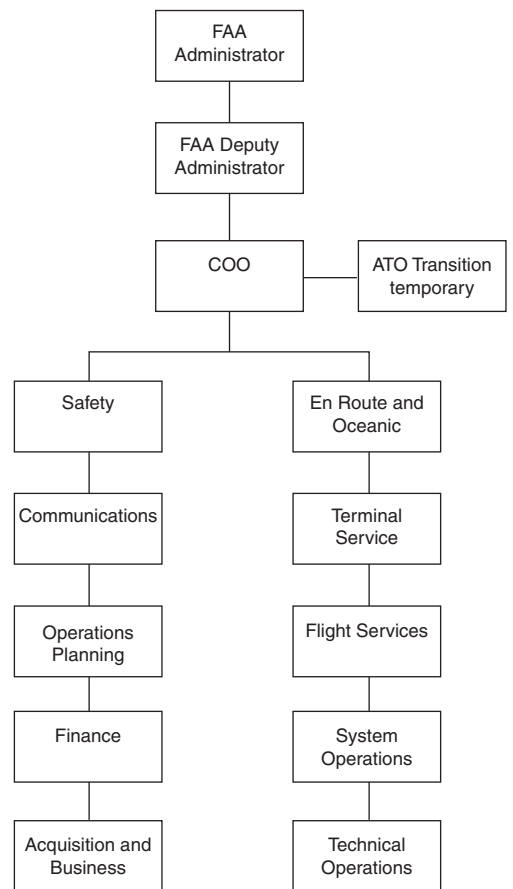 FAA
Administrator
FAA Deputy
Administrator
COO
ATO Transition
temporary
Safety
En Route and
Oceanic
Communications
Terminal
Service
Operations
Planning
Flight Services
Finance
System
Operations
Acquisition and
Business
Technical
Operations